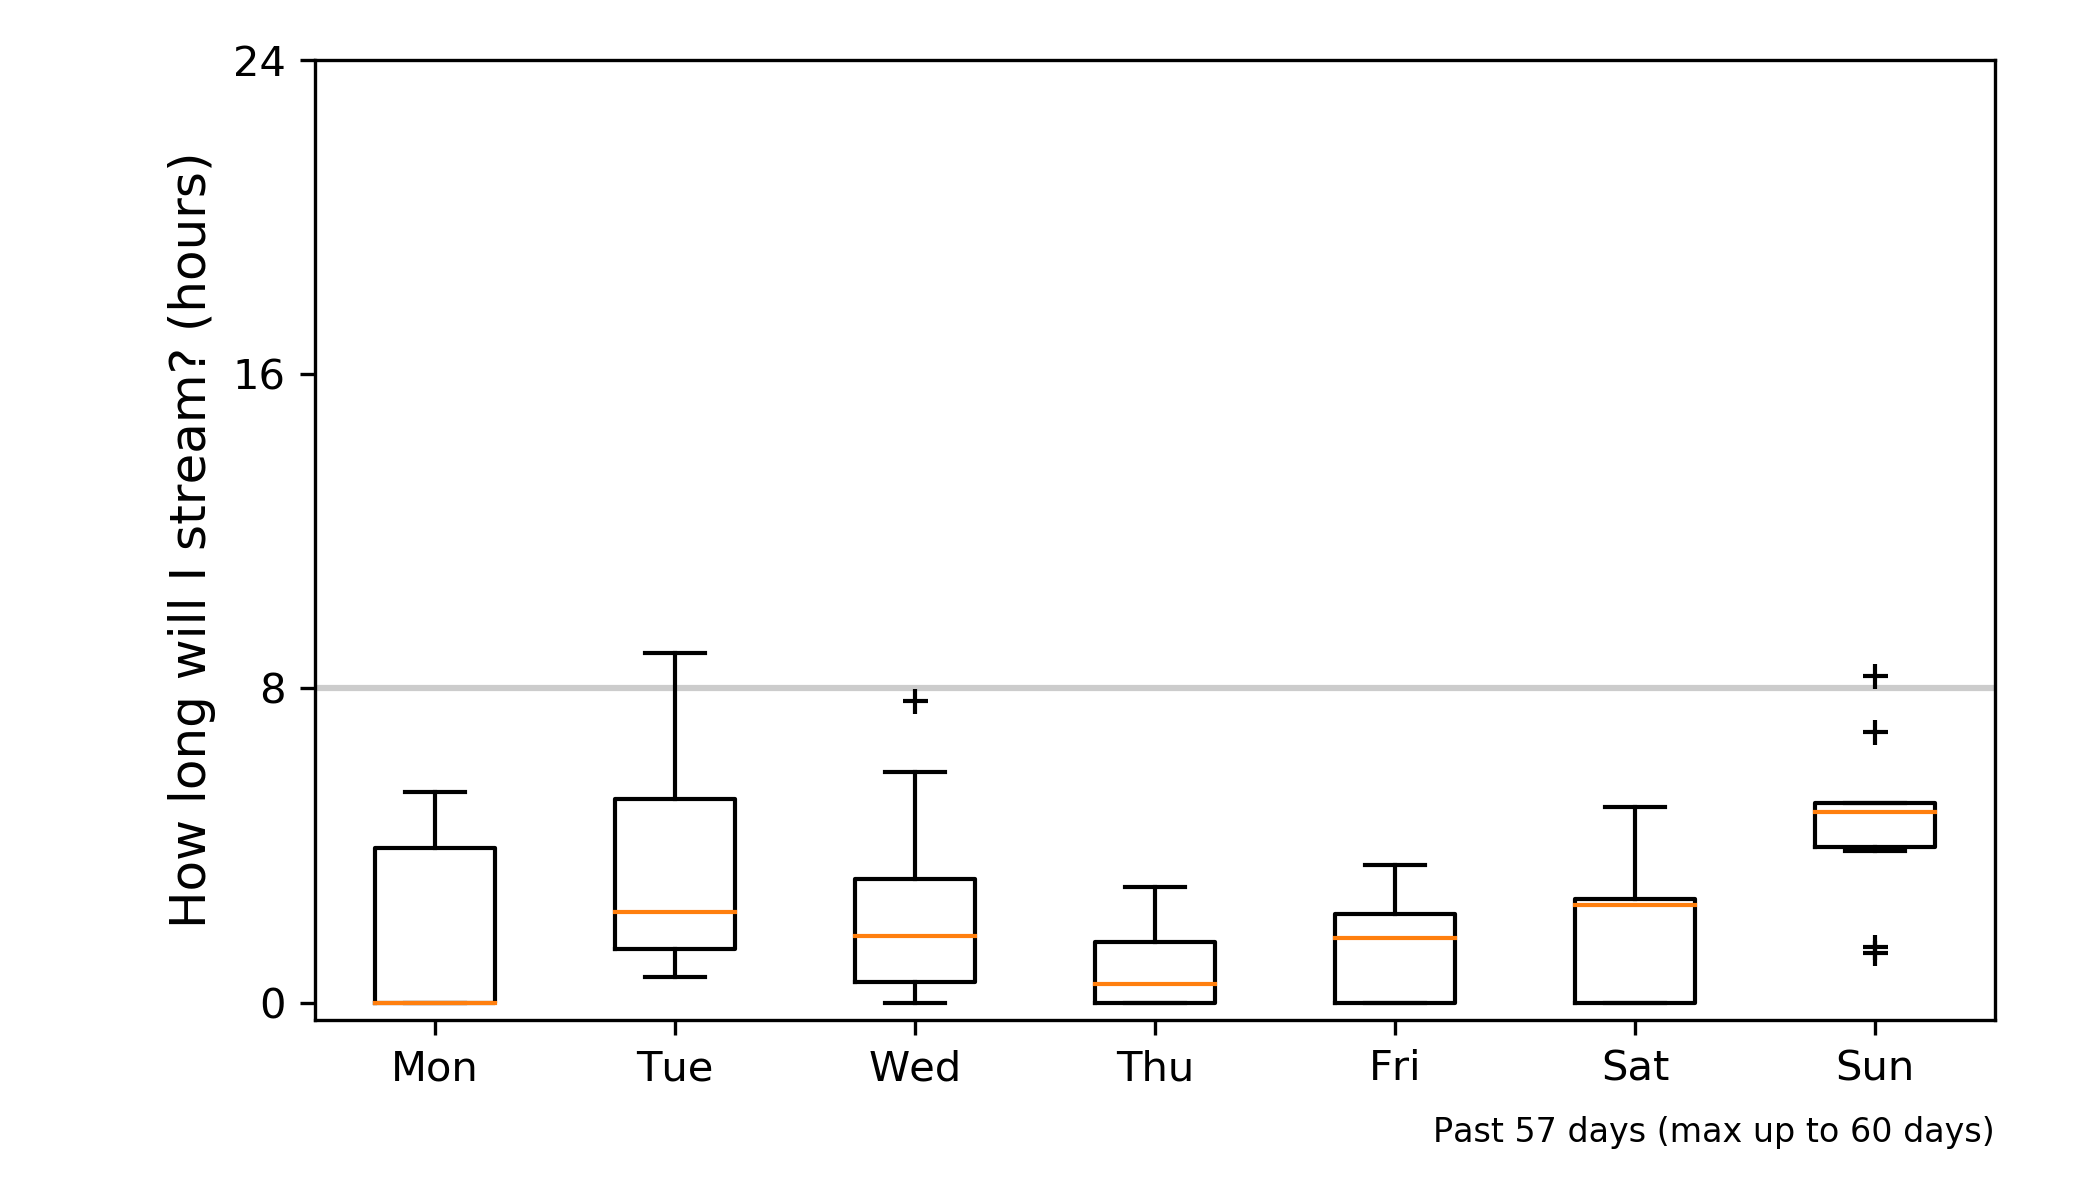 How long will I stream? (hours)
24
16
8
0
Mon Tue Wed Thu Fri Sat Sun
Past 57 days (max up to 60 days)